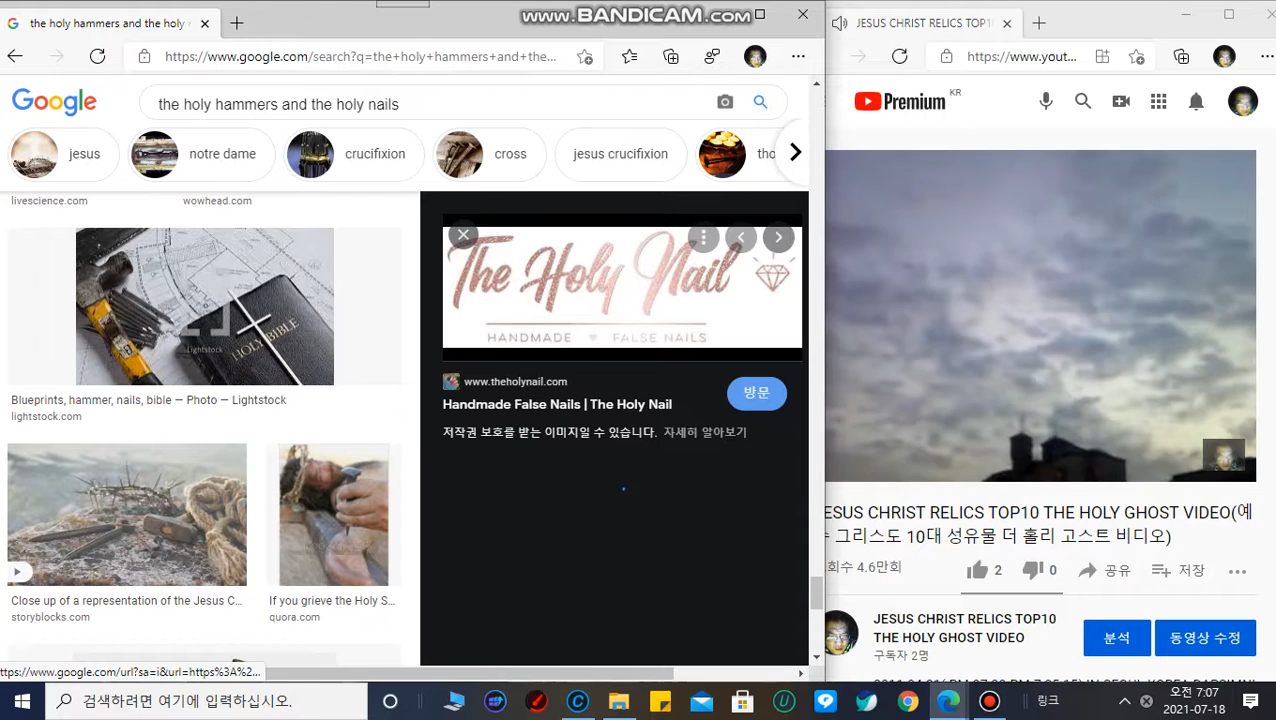 the holy hammers and the holy r
www.BANDICAM.com
https://www.google.com/search?q=the+holy+hammers+and+the...
Google
the holy hammers and the holy nails
jesus
notre dame
crucifixion
cross
jesus crucifixion
tho
livescience.com
wowhead.com
HOLY BIBLE
Lightstock
Blueprints, hammer, nails, bible — Photo — Lightstock
lightstock.com
Close up of a representation of the Jesus C...
storyblocks.com
If you grieve the Holy S...
quora.com
The Holy Nail
HANDMADE FALSE NAILS
www.theholynail.com
Handmade False Nails | The Holy Nail
방문
저작권 보호를 받는 이미지일 수 있습니다. 자세히 알아보기
ttps://www.google.com/url?sa=i&url=https%3A%2...
JESUS CHRIST RELICS TOP1
https://www.yout...
Premium KR
ESUS CHRIST RELICS TOP10 THE HOLY GHOST VIDEO(예
그리스도 10대 성유물 더 홀리 고스트 비디오)
회수 4.6만회
2
0
공유
저장
JESUS CHRIST RELICS TOP10
THE HOLY GHOST VIDEO
구독자 2명
분석
동영상 수정
검색하려면 여기에 입력하십시오.
링크
오전 7:07
2021-07-18